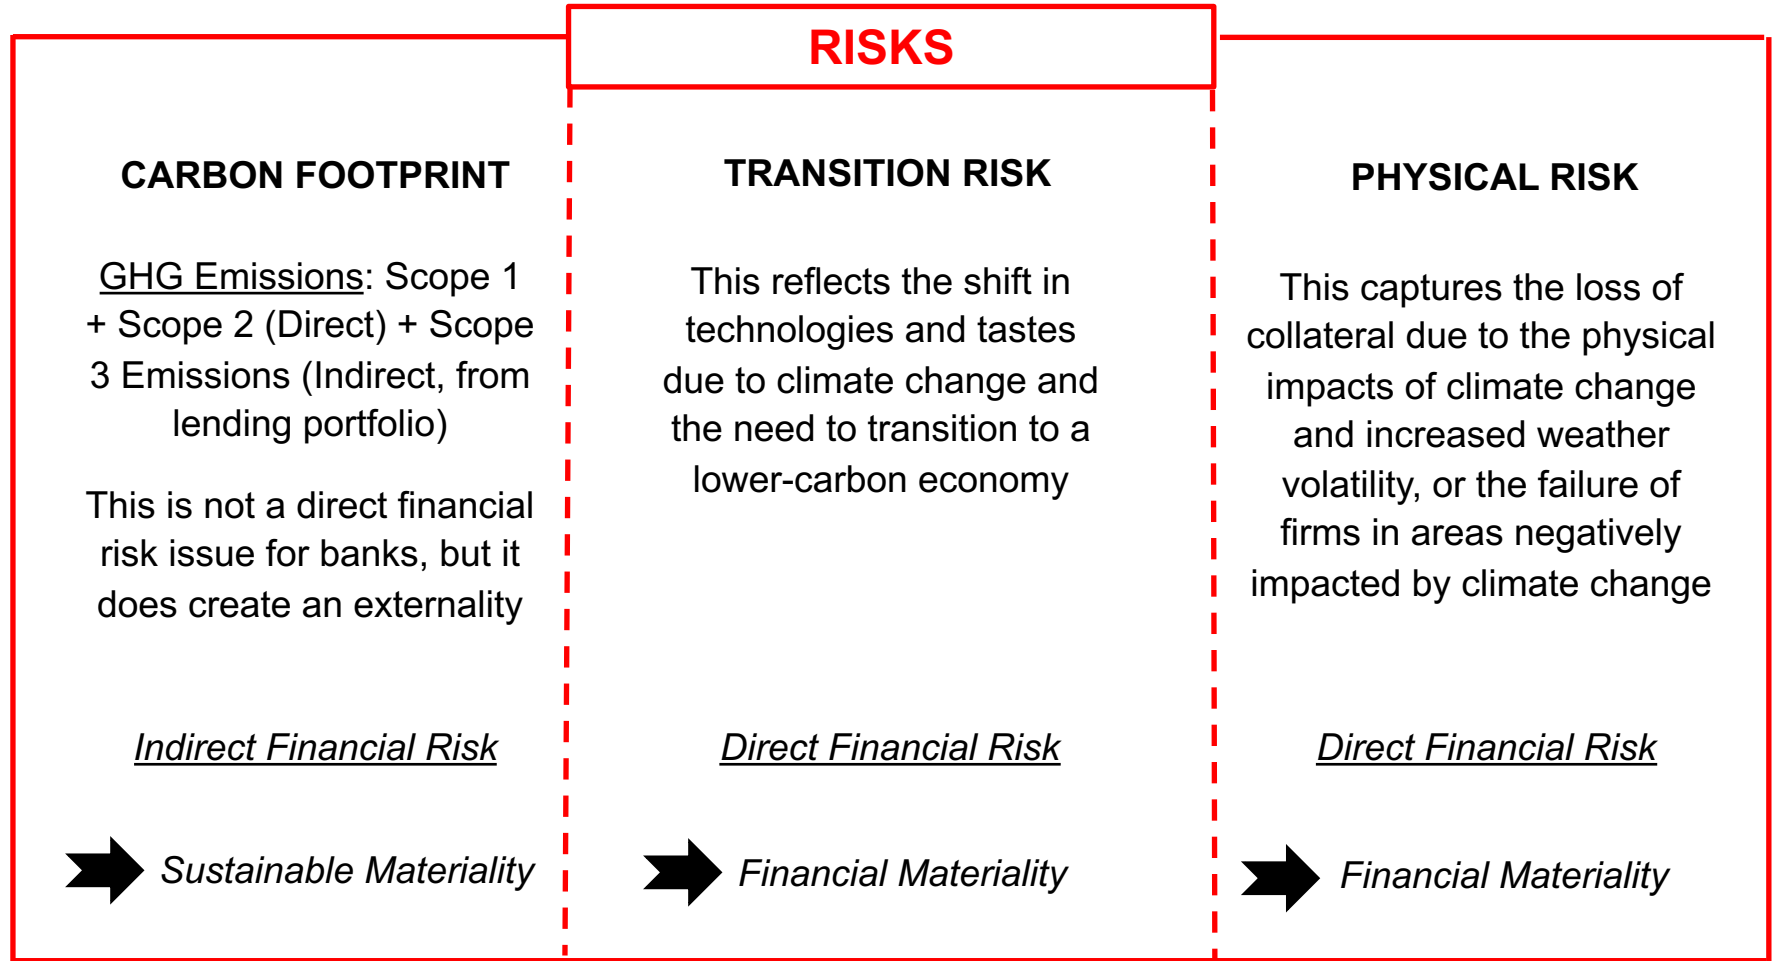 RISKS
CARBON FOOTPRINT
GHG Emissions: Scope 1
+ Scope 2 (Direct) + Scope
3 Emissions (Indirect, from
lending portfolio)
This is not a direct financial
risk issue for banks, but it
does create an externality
Indirect Financial Risk
Sustainable Materiality
TRANSITION RISK
This reflects the shift in
technologies and tastes
due to climate change and
the need to transition to a
lower-carbon economy
Direct Financial Risk
Financial Materiality
PHYSICAL RISK
This captures the loss of
collateral due to the physical
impacts of climate change
and increased weather
volatility, or the failure of
firms in areas negatively
impacted by climate change
Direct Financial Risk
Financial Materiality